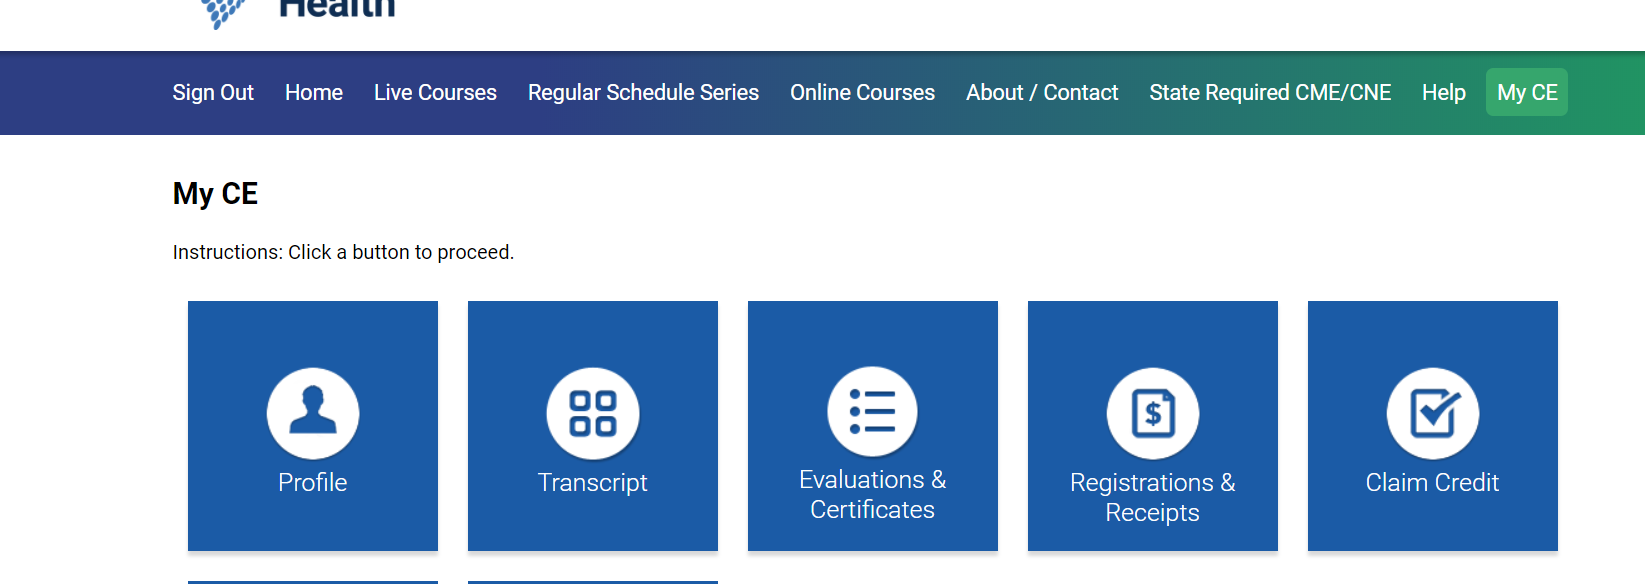 Health
Sign Out Home Live Courses Regular Schedule Series Online Courses About / Contact State Required CME/CNE Help My CE
My CE
Instructions: Click a button to proceed.
Profile
Transcript
Evaluations &
Certificates
Registrations &
Receipts
Claim Credit